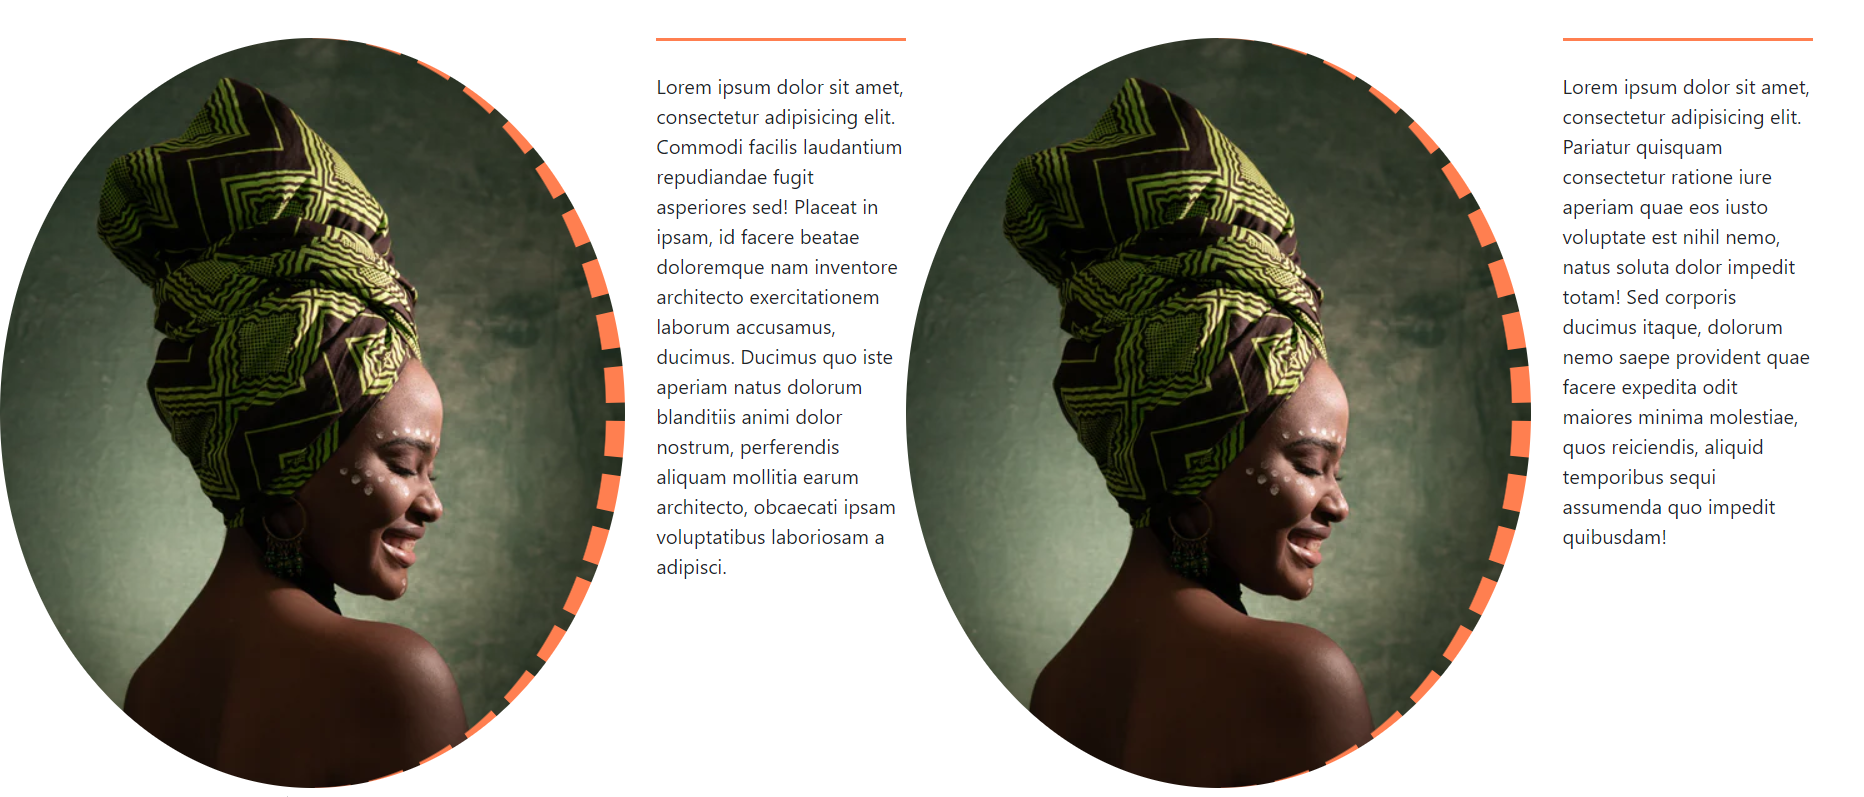 Lorem ipsum dolor sit amet,
consectetur adipisicing elit.
Commodi facilis laudantium
repudiandae fugit
asperiores sed! Placeat in
ipsam, id facere beatae
doloremque nam inventore
architecto exercitationem
laborum accusamus,
ducimus. Ducimus quo iste
aperiam natus dolorum
blanditiis animi dolor
nostrum, perferendis
aliquam mollitia earum
architecto, obcaecati ipsam
voluptatibus laboriosam a
adipisci.
Lorem ipsum dolor sit amet,
consectetur adipisicing elit.
Pariatur quisquam
consectetur ratione iure
aperiam quae eos iusto
voluptate est nihil nemo,
natus soluta dolor impedit
totam! Sed corporis
ducimus itaque, dolorum
nemo saepe provident quae
facere expedita odit
maiores minima molestiae,
quos reiciendis, aliquid
temporibus sequi
assumenda quo impedit
quibusdam!